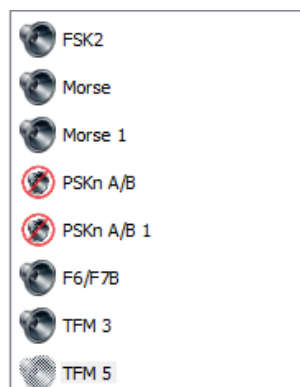 FSK2
Morse
Morse 1
PSKn A/B
PSKn A/B 1
F6/F7B
TFM 3
TFM 5